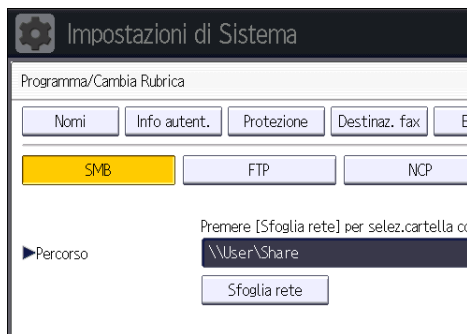 Impostazioni di Sistema
Programma/Cambia Rubrica
Nomi Info autent. Protezione Destinaz. fax E
SMB FTP NCP
Premere [Sfoglia rete] per selez.cartella co
▶Percorso \\User\Share
Sfoglia rete